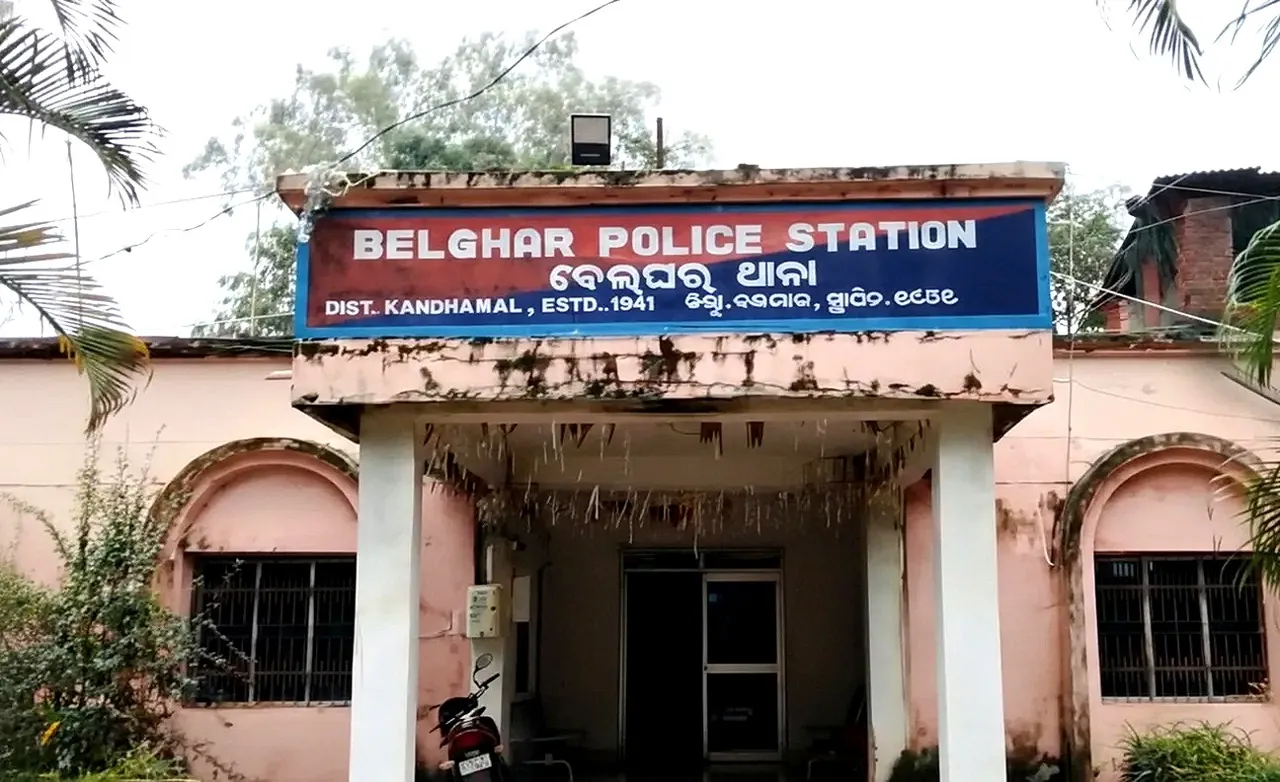 BELGHAR POLICE STATION
ବେଲଘର ଥାନା
DIST. KANDHAMAL, ESTD..1941 ଜିଲ୍ଲା.କନ୍ଧମାଳ, ସ୍ଥାପିତ.୧୯୪୧